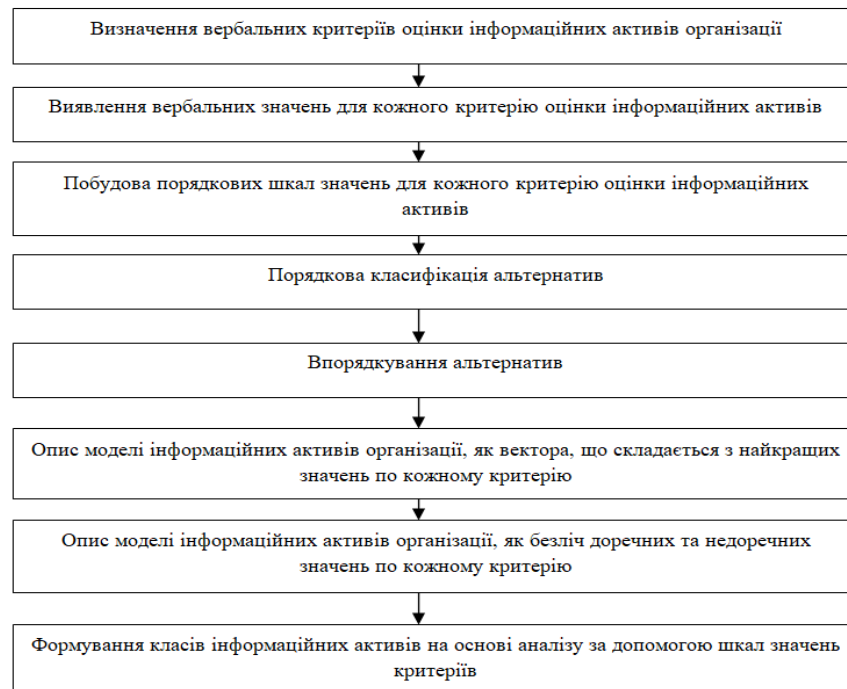 Визначення вербальних критеріїв оцінки інформаційних активів організації
Виявлення вербальних значень для кожного критерію оцінки інформаційних активів
Побудова порядкових шкал значень для кожного критерію оцінки інформаційних
активів
Порядкова класифікація альтернатив
Впорядкування альтернатив
Опис моделі інформаційних активів організації, як вектора, що складається з найкращих
значень по кожному критерію
Опис моделі інформаційних активів організації, як безліч доречних та недоречних
значень по кожному критерію
Формування класів інформаційних активів на основі аналізу за допомогою шкал значень
критеріїв